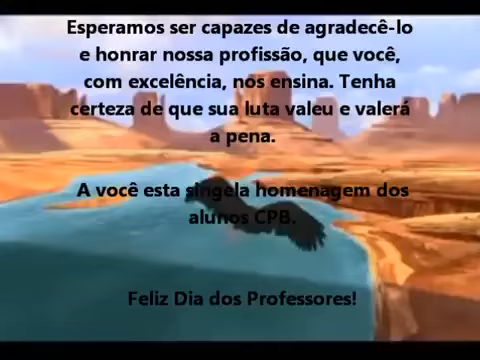 Esperamos ser capazes de agradecê-lo
e honrar nossa profissão, que você,
com excelência, nos ensina. Tenha
certeza de que sua luta valeu e valerá
a pena.
A você esta singela homenagem dos
alunos CPB.
Feliz Dia dos Professores!